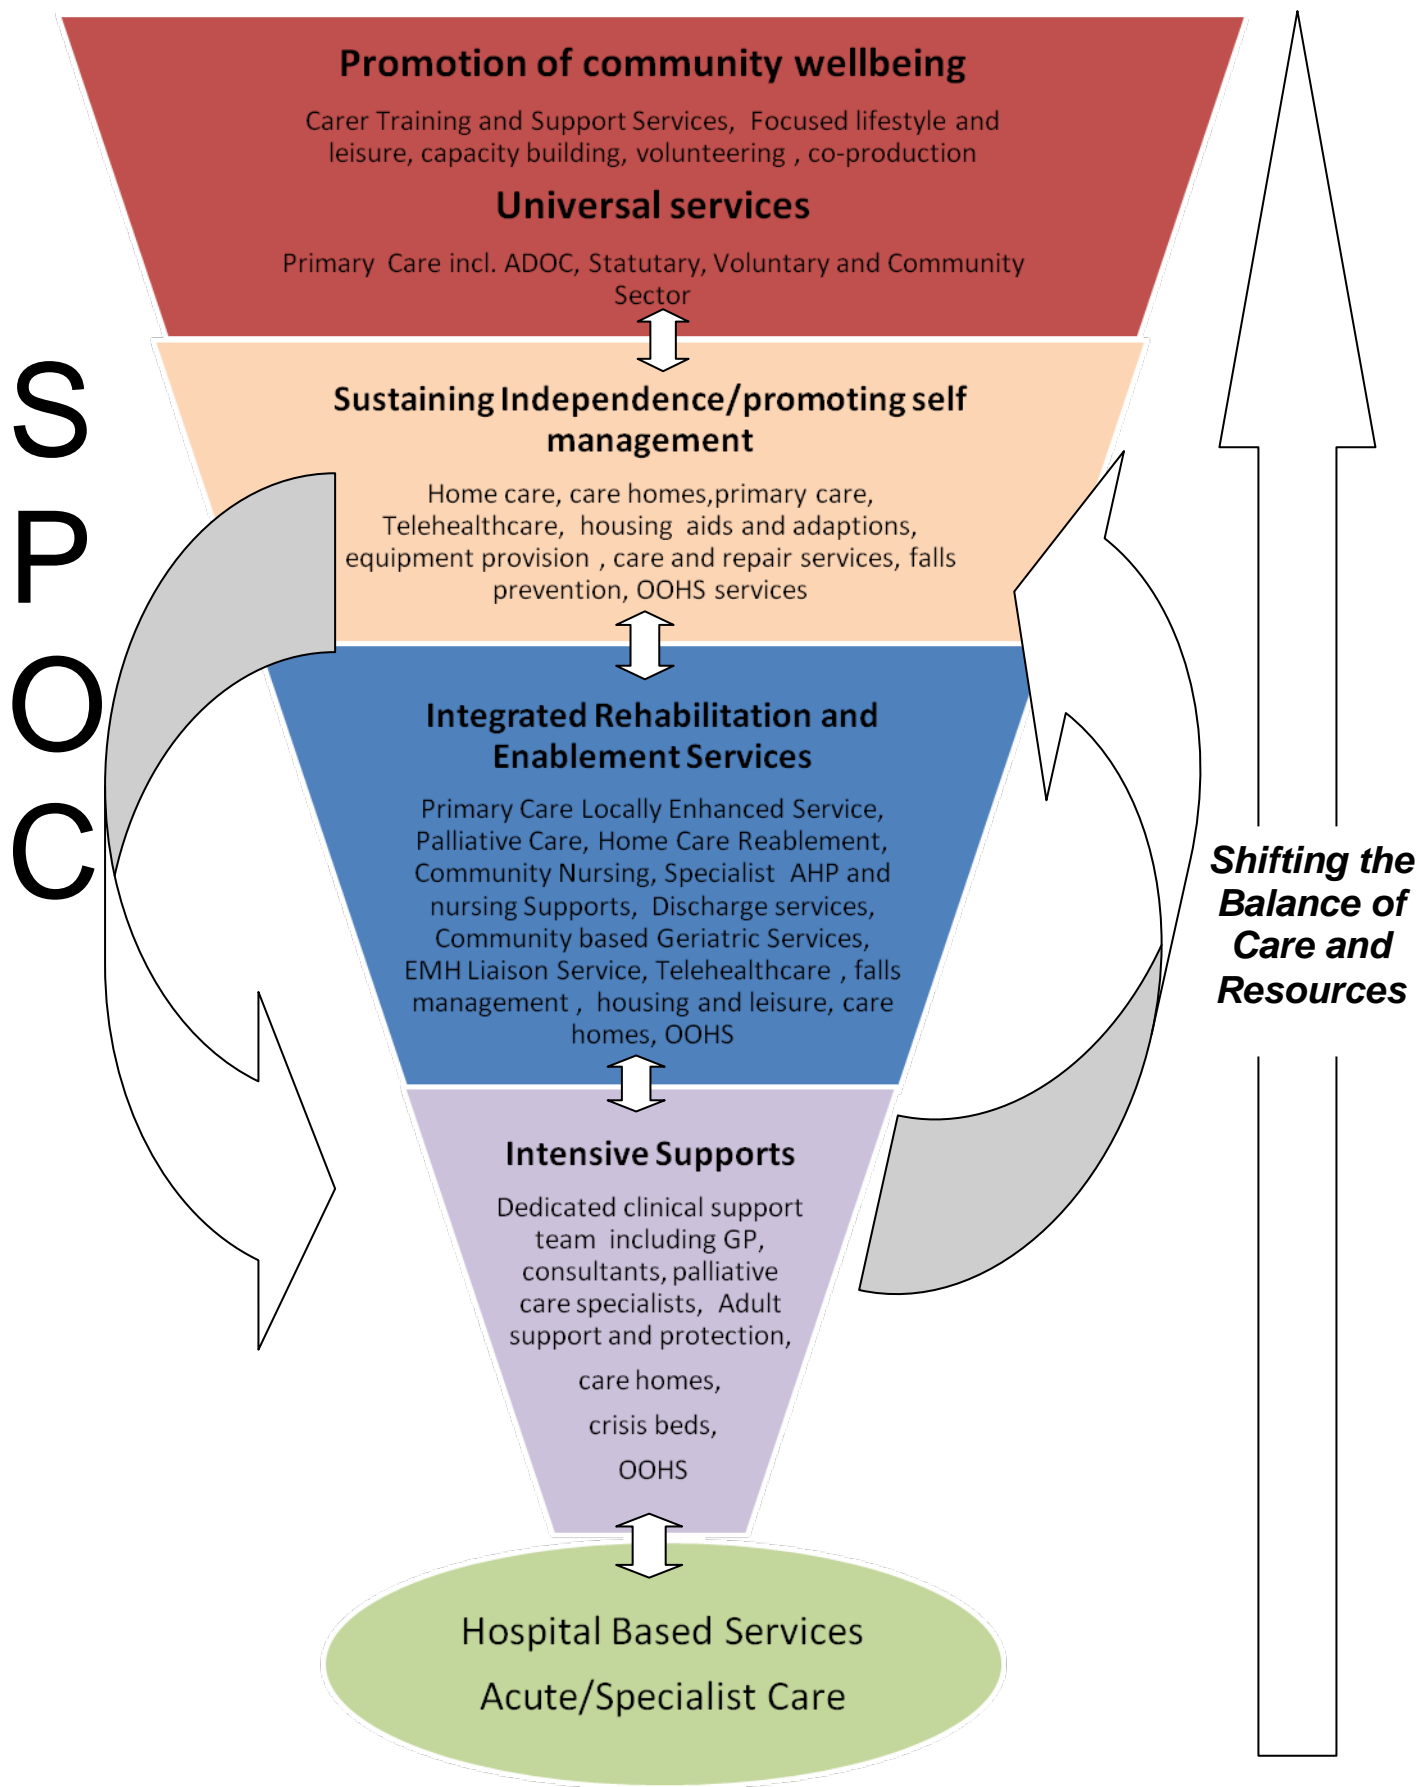 Promotion of community wellbeing
Carer Training and Support Services, Focused lifestyle and
leisure, capacity building, volunteering , co-production
Universal services
Primary Care incl. ADOC, Statutary, Voluntary and Community
Sector
S
P
O
C
Sustaining Independence/promoting self
management
Home care, care homes,primary care,
Telehealthcare, housing aids and adaptions,
equipment provision , care and repair services, falls
prevention, OOHS services
Integrated Rehabilitation and
Enablement Services
Primary Care Locally Enhanced Service,
Palliative Care, Home Care Reablement,
Community Nursing, Specialist AHP and
nursing Supports, Discharge services,
Community based Geriatric Services,
EMH Liaison Service, Telehealthcare , falls
management , housing and leisure, care
homes, OOHS
Shifting the
Balance of
Care and
Resources
Intensive Supports
Dedicated clinical support
team including GP,
consultants, palliative
care specialists, Adult
support and protection,
care homes,
crisis beds,
OOHS
Hospital Based Services
Acute/Specialist Care